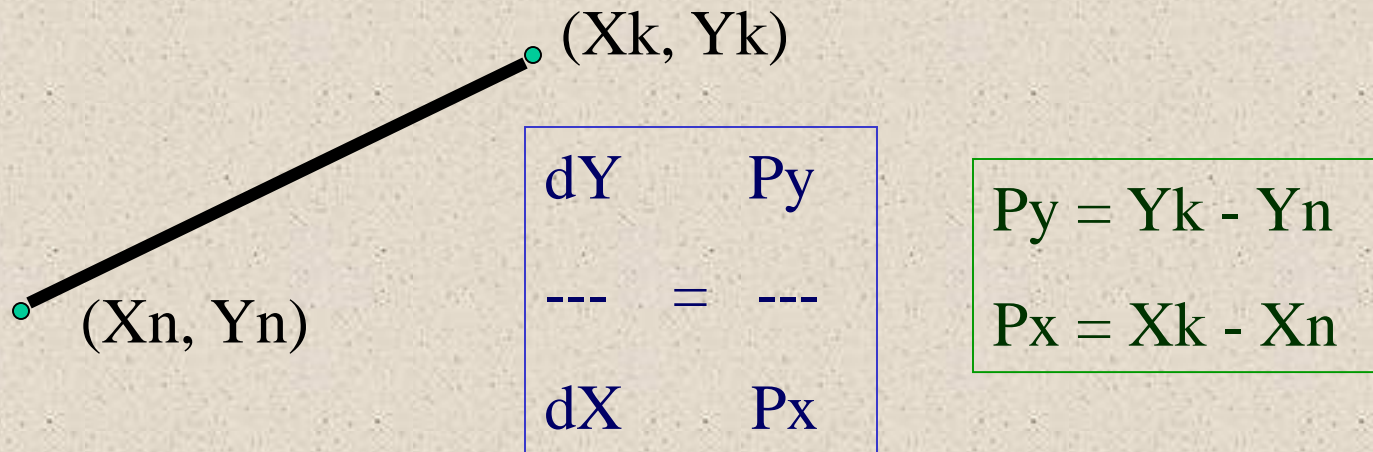 (Xk, Yk)
(Xn, Yn)
dY Py
--- = ---
dX Px
Py = Yk - Yn
Px = Xk - Xn